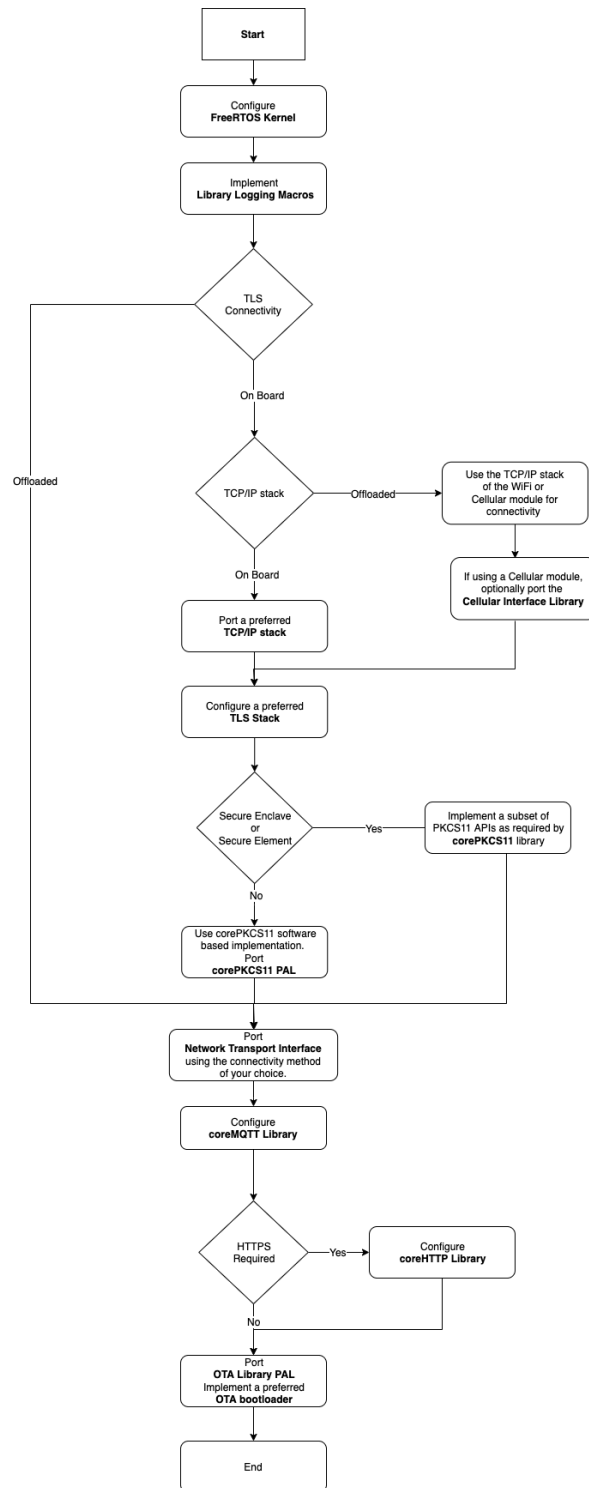 Start
Configure
FreeRTOS Kernel
Implement
Library Logging Macros
TLS
Connectivity
On Board
Offloaded
TCP/IP stack
Offloaded
Use the TCP/IP stack
of the WiFi or
Cellular module for
connectivity
On Board
If using a Cellular module,
optionally port the
Cellular Interface Library
Port a preferred
TCP/IP stack
Configure a preferred
TLS Stack
Secure Enclave
or
Secure Element
Yes
Implement a subset of
PKCS11 APIs as required by
corePKCS11 library
No
Use corePKCS11 software
based implementation.
Port
corePKCS11 PAL
Port
Network Transport Interface
using the connectivity method
of your choice.
Configure
coreMQTT Library
HTTPS
Required
Yes
Configure
coreHTTP Library
No
Port
OTA Library PAL
Implement a preferred
OTA bootloader
End